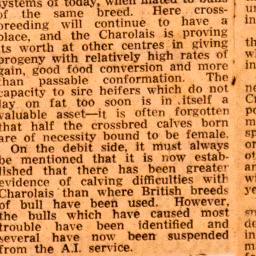 systems of today, when mated to bulls
of the same breed. Here cross-
breeding will continue to have a
place, and the Charolais is proving
its worth at other centres in giving
progeny with relatively high rates of
gain, good food conversion and more
than passable conformation. The
capacity to sire heifers which do not
lay on fat too soon is in itself a
valuable asset—it is often forgotten
that half the crossbred calves born
are of necessity bound to be female.
On the debit side, it must always
be mentioned that it is now estab-
lished that there has been greater
evidence of calving difficulties with
Charolais than where British breeds
of bull have been used. However,
the bulls which have caused most
trouble have been identified and
several have now been suspended
from the A.I. service.